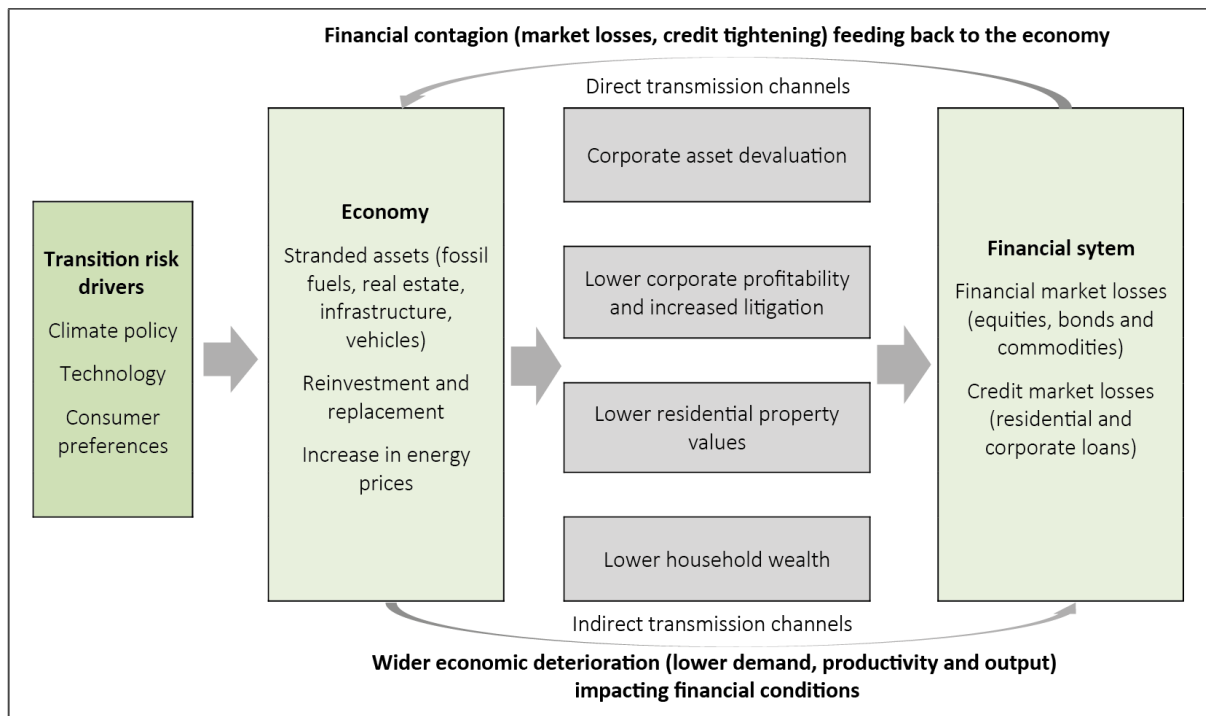 Financial contagion (market losses, credit tightening) feeding back to the economy
Direct transmission channels
Transition risk
drivers
Climate policy
Technology
Consumer
preferences
Economy
Stranded assets (fossil
fuels, real estate,
infrastructure,
vehicles)
Reinvestment and
replacement
Increase in energy
prices
Corporate asset devaluation
Lower corporate profitability
and increased litigation
Lower residential property
values
Lower household wealth
Financial sytem
Financial market losses
(equities, bonds and
commodities)
Credit market losses
(residential and
corporate loans)
Indirect transmission channels
Wider economic deterioration (lower demand, productivity and output)
impacting financial conditions